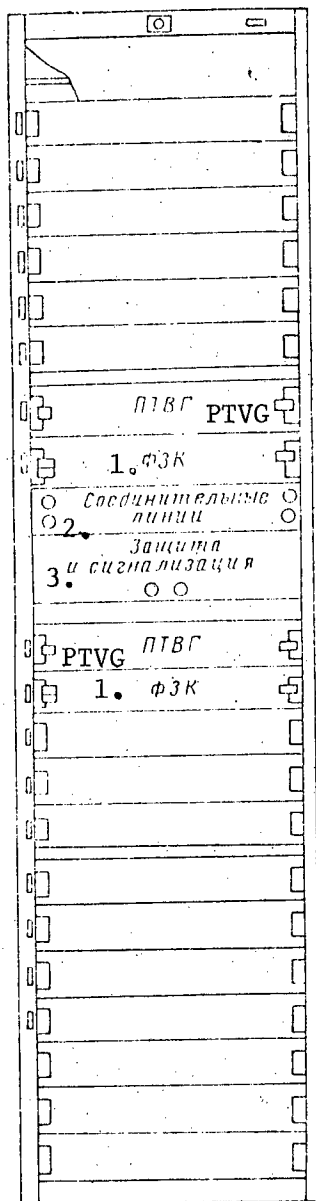 ПТВГ PTVG
1. ФЗК
Соединительные
2. линии
Защита
3. и сигнализация
PTVG ПТВГ
1. ФЗК